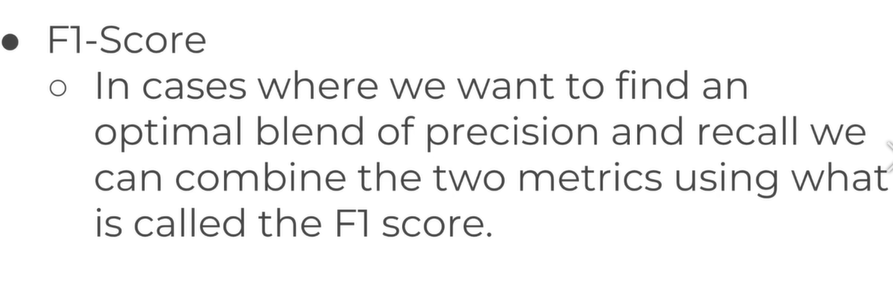 ● F1-Score
○ In cases where we want to find an
optimal blend of precision and recall we
can combine the two metrics using what
is called the F1 score.